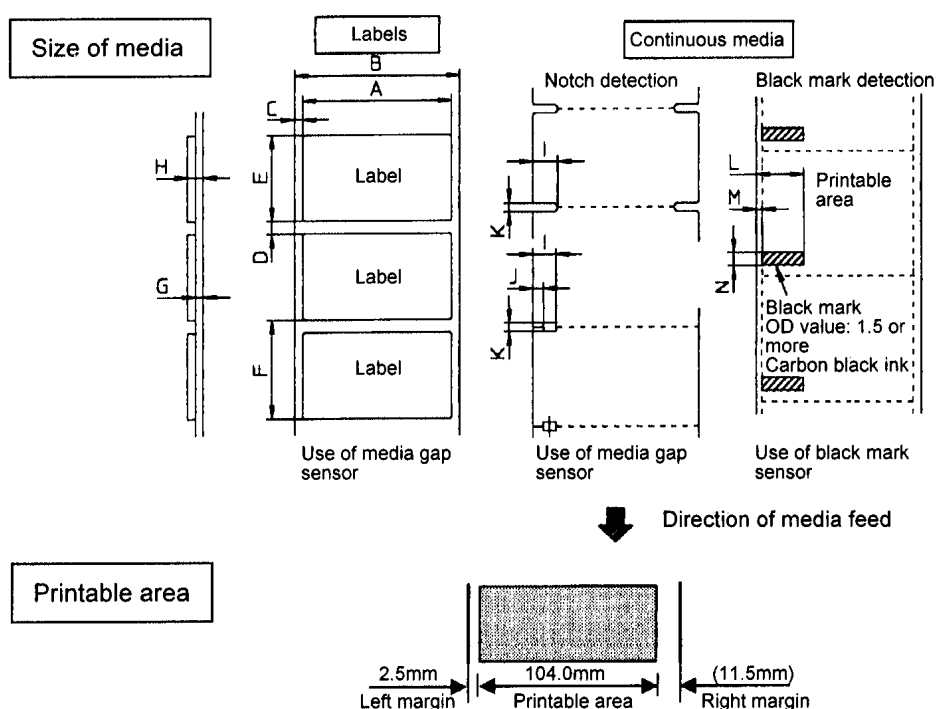 Size of media
Labels
Continuous media
B
A
C
H
E
D
G
F
Label
Label
Label
Use of media gap
sensor
Notch detection
I
K
I
J
K
Use of media gap
sensor
Black mark detection
L
M
N
Printable
area
Black mark
OD value: 1.5 or
more
Carbon black ink
Use of black mark
sensor
Direction of media feed
Printable area
2.5mm
Left margin
104.0mm
Printable area
(11.5mm)
Right margin